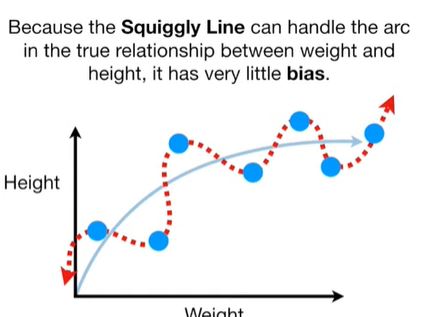 Because the Squiggly Line can handle the arc
in the true relationship between weight and
height, it has very little bias.
Height
Weight